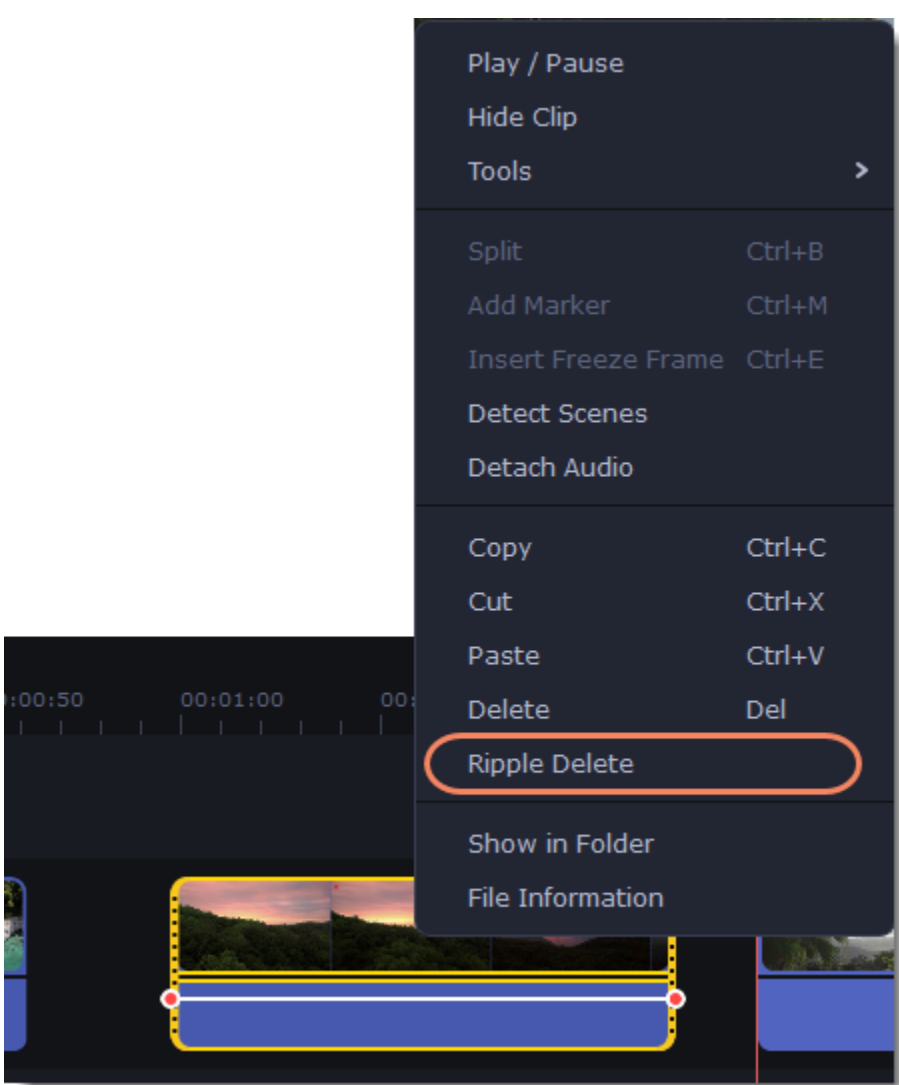 Play / Pause
Hide Clip
Tools
Split Ctrl+B
Add Marker Ctrl+M
Insert Freeze Frame Ctrl+E
Detect Scenes
Detach Audio
Copy Ctrl+C
Cut Ctrl+X
Paste Ctrl+V
:00:50 00:01:00 00:
Delete Del
Ripple Delete
Show in Folder
File Information